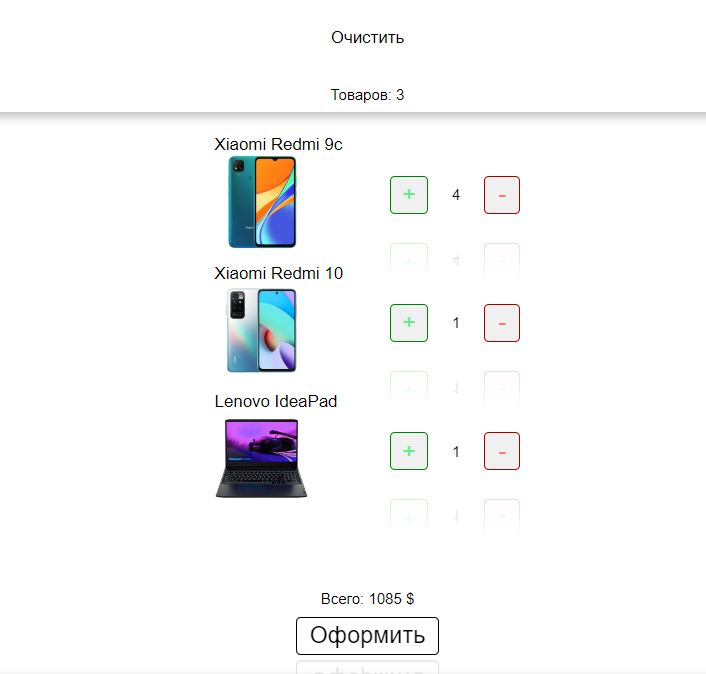 Очистить
Товаров: 3
Xiaomi Redmi 9c
+ 4 -
Xiaomi Redmi 10
+ 1 -
Lenovo IdeaPad
+ 1 -
Всего: 1085 $
Оформить